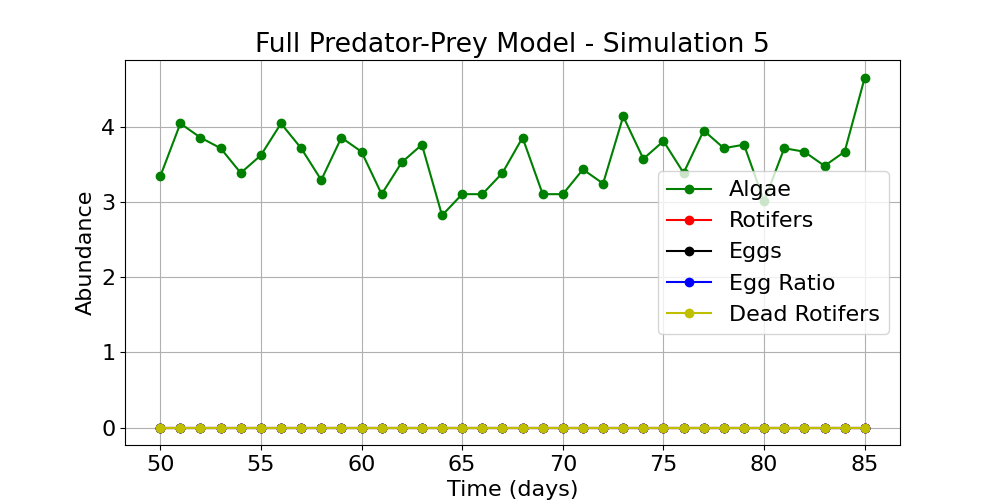 Full Predator-Prey Model - Simulation 5
Abundance
4
3
2
1
0
Algae
Rotifers
Eggs
Egg Ratio
Dead Rotifers
50 55 60 65 70 75 80 85
Time (days)